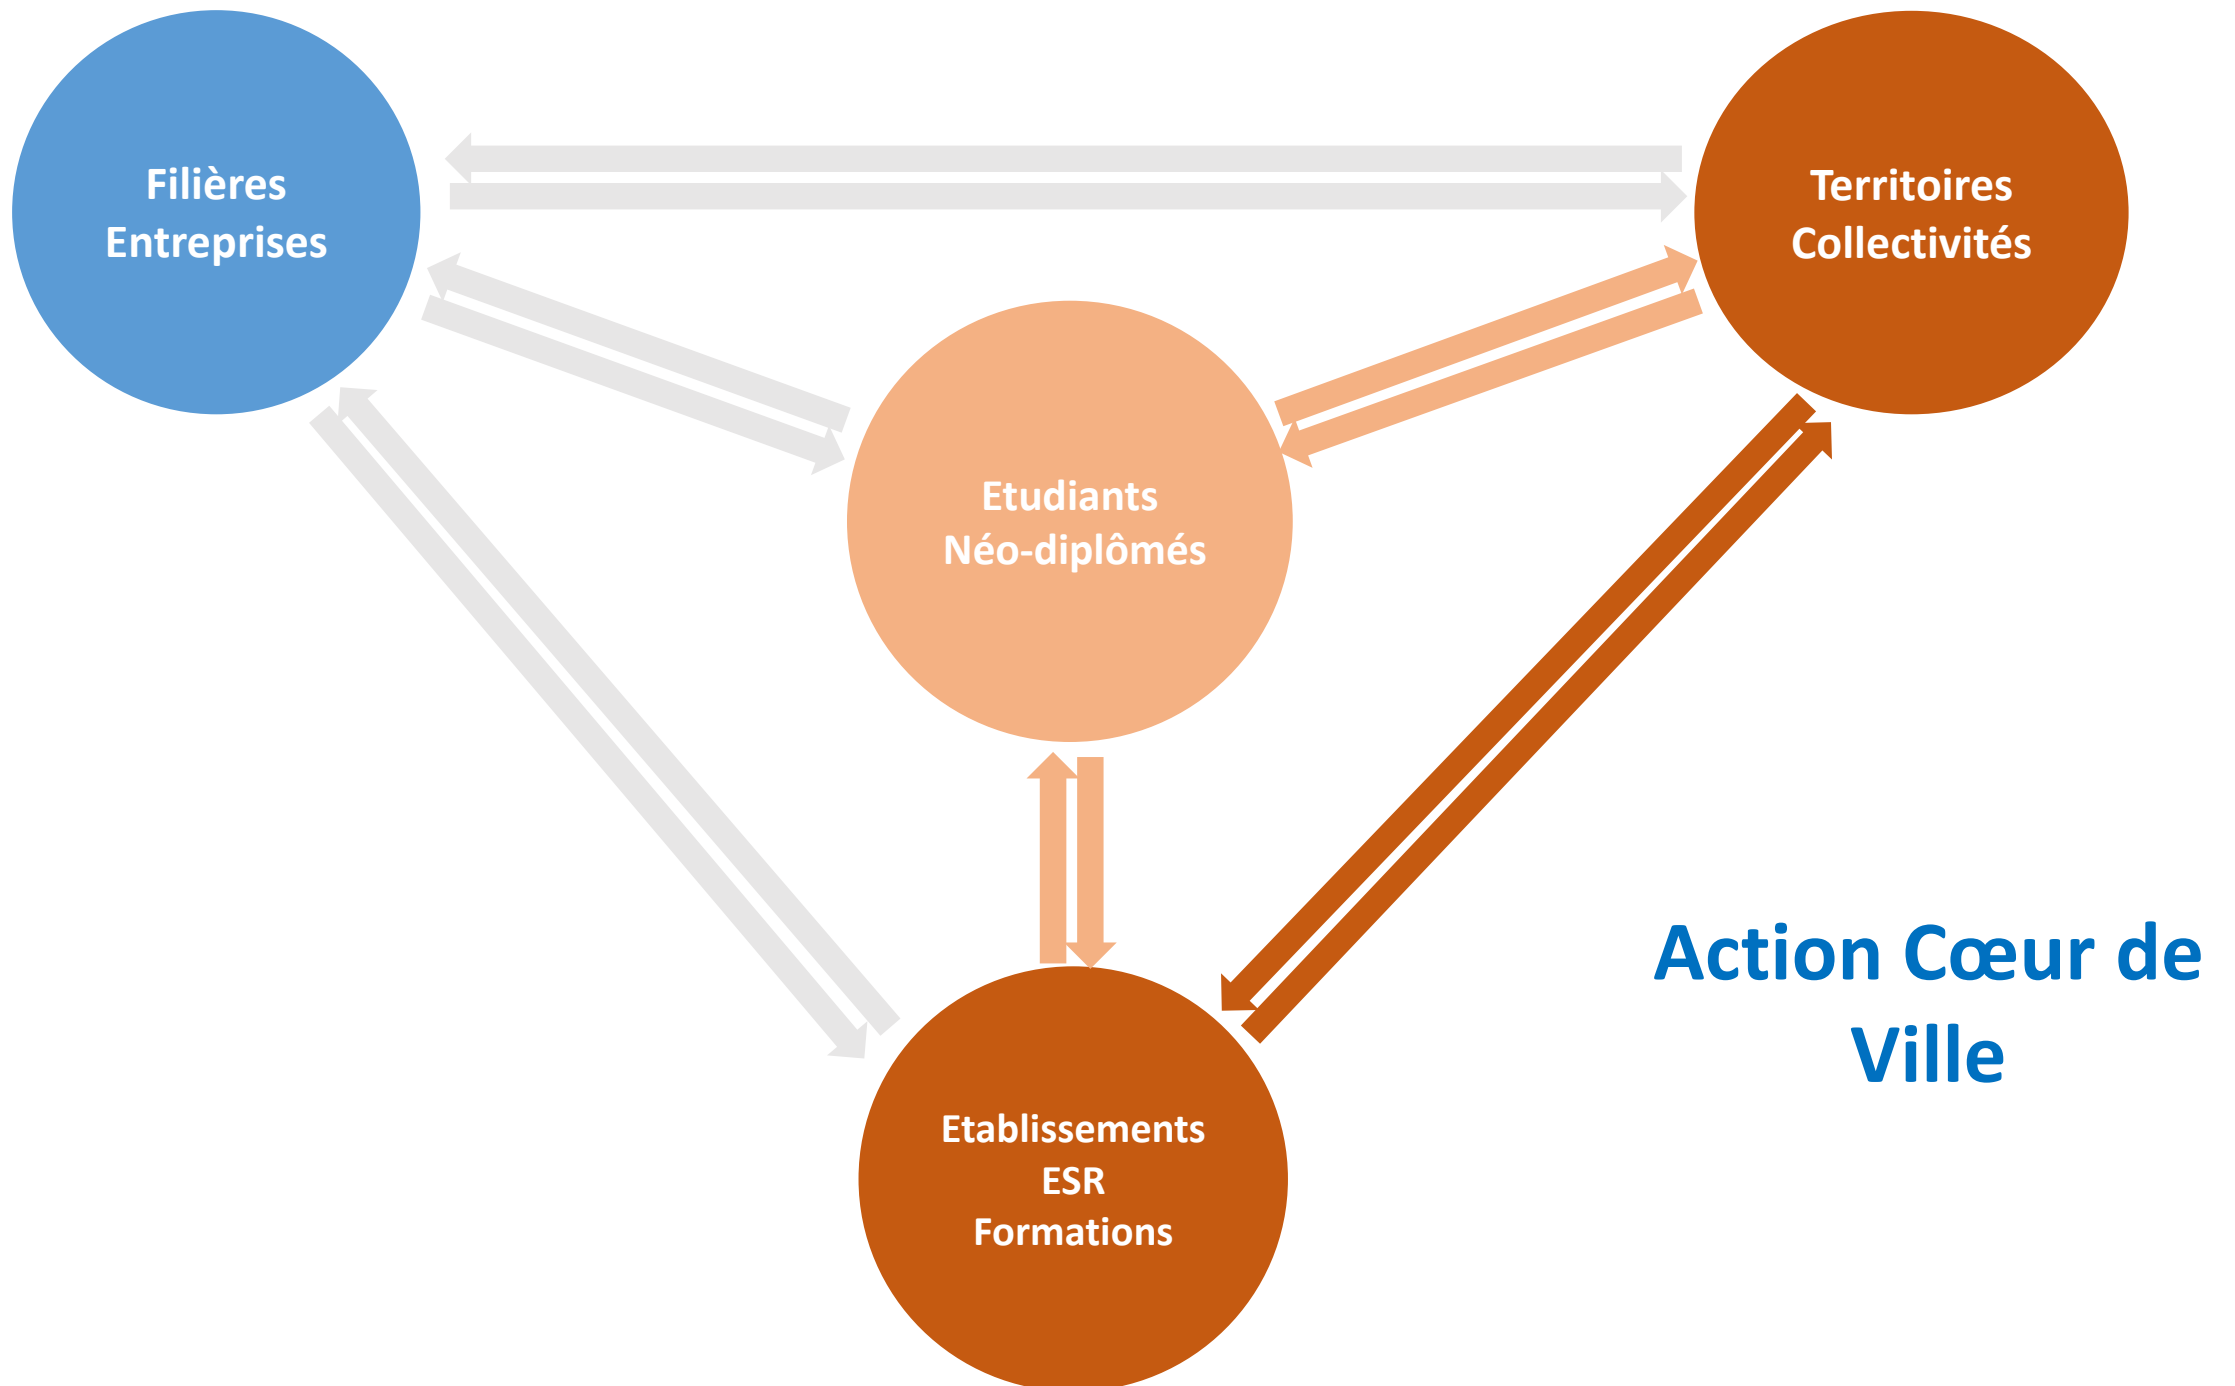 Filières
Entreprises
Territoires
Collectivités
Etudiants
Néo-diplômés
Action Cœur de
Ville
Etablissements
ESR
Formations